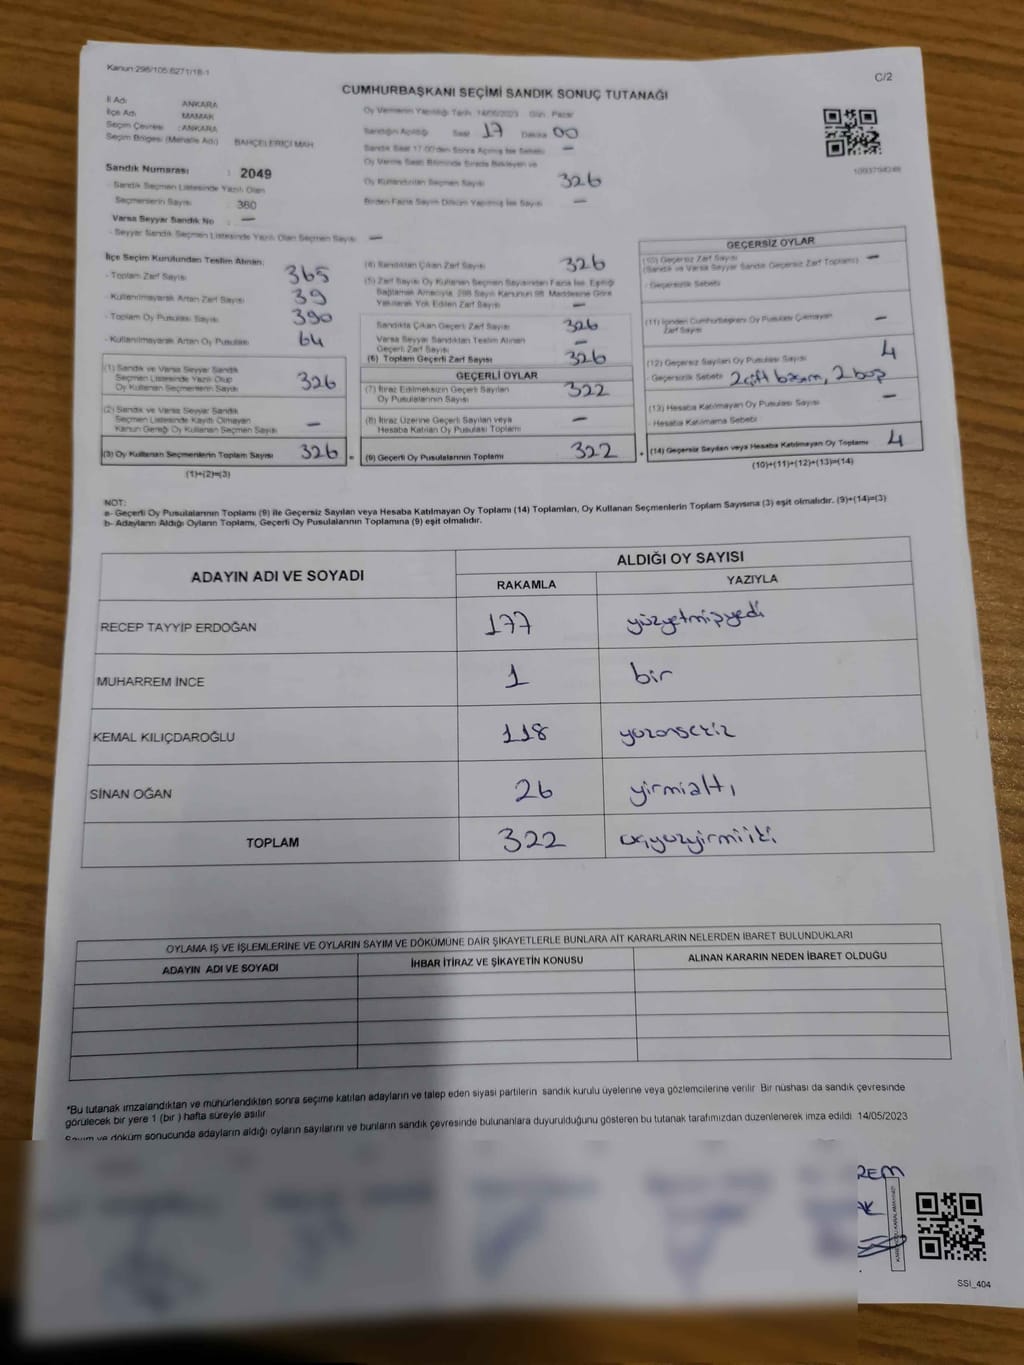 Kanun:298/105.6271/18-1
C/2
CUMHURBAŞKANI SEÇİMİ SANDIK SONUÇ TUTANAĞI
İl Adı : ANKARA
İlçe Adı : MAMAK
Seçim Çevresi : ANKARA
Seçim Bölgesi (Mahalle Adı) BAHÇELERİÇİ MAH
Sandık Numarası : 2049
- Sandık Seçmen Listesinde Yazılı Olan
Seçmenlerin Sayısı : 360
Varsa Seyyar Sandık No : —
- Seyyar Sandık Seçmen Listesinde Yazılı Olan Seçmen Sayısı : —
Oy Vermenin Yapıldığı Tarih 14/05/2023 Gün Pazar
Sandığın Açıldığı Saat 17 Dakika 00
Sandık Saat 17.00'den Sonra Açılmış İse Sebebi —
Oy Verme Saati Bitiminde Sırada Bekleyen ve
Oy Kullandırılan Seçmen Sayısı 326
Birden Fazla Sayım Döküm Yapılmış İse Sayısı —
İlçe Seçim Kurulundan Teslim Alınan:
- Toplam Zarf Sayısı 365
- Kullanılmayarak Artan Zarf Sayısı 39
- Toplam Oy Pusulası Sayısı 390
- Kullanılmayarak Artan Oy Pusulası 64
(1) Sandık ve Varsa Seyyar Sandık
Seçmen Listesinde Yazılı Olup
Oy Kullanan Seçmenlerin Sayısı 326
(2) Sandık ve Varsa Seyyar Sandık
Seçmen Listesinde Kayıtlı Olmayan
Kanun Gereği Oy Kullanan Seçmen Sayısı —
(3) Oy Kullanan Seçmenlerin Toplam Sayısı 326
(1)+(2)=(3)
(4) Sandıktan Çıkan Zarf Sayısı 326
(5) Zarf Sayısı Oy Kullanan Seçmen Sayısından Fazla İse, Eşitliği
Sağlamak Amacıyla, 298 Sayılı Kanunun 98. Maddesine Göre
Yakılarak Yok Edilen Zarf Sayısı —
Sandıkta Çıkan Geçerli Zarf Sayısı 326
Varsa Seyyar Sandıktan Teslim Alınan
Geçerli Zarf Sayısı —
(6) Toplam Geçerli Zarf Sayısı 326
GEÇERLİ OYLAR
(7) İtiraz Edilmeksizin Geçerli Sayılan
Oy Pusulalarının Sayısı 322
(8) İtiraz Üzerine Geçerli Sayılan veya
Hesaba Katılan Oy Pusulası Toplamı —
= (9) Geçerli Oy Pusulalarının Toplamı 322
GEÇERSİZ OYLAR
(10) Geçersiz Zarf Sayısı —
(Sandık ve Varsa Seyyar Sandık Geçersiz Zarf Toplamı)
- Geçersizlik Sebebi
(11) İçinden Cumhurbaşkanı Oy Pusulası Çıkmayan
Zarf Sayısı —
(12) Geçersiz Sayılan Oy Pusulası Sayısı 4
- Geçersizlik Sebebi 2 çift basım, 2 boş
(13) Hesaba Katılmayan Oy Pusulası Sayısı —
- Hesaba Katılmama Sebebi
+ (14) Geçersiz Sayılan veya Hesaba Katılmayan Oy Toplamı 4
(10)+(11)+(12)+(13)=(14)
NOT:
a- Geçerli Oy Pusulalarının Toplamı (9) ile Geçersiz Sayılan veya Hesaba Katılmayan Oy Toplamı (14) Toplamları, Oy Kullanan Seçmenlerin Toplam Sayısına (3) eşit olmalıdır. (9)+(14)=(3)
b- Adayların Aldığı Oyların Toplamı, Geçerli Oy Pusulalarının Toplamına (9) eşit olmalıdır.
ADAYIN ADI VE SOYADI
ALDIĞI OY SAYISI
RAKAMLA YAZIYLA
RECEP TAYYİP ERDOĞAN 177 yüzyetmişyedi
MUHARREM İNCE 1 bir
KEMAL KILIÇDAROĞLU 118 yüzonsekiz
SİNAN OĞAN 26 yirmialtı
TOPLAM 322 üçyüzyirmiiki
OYLAMA İŞ VE İŞLEMLERİNE VE OYLARIN SAYIM VE DÖKÜMÜNE DAİR ŞİKAYETLERLE BUNLARA AİT KARARLARIN NELERDEN İBARET BULUNDUKLARI
ADAYIN ADI VE SOYADI İHBAR İTİRAZ VE ŞİKAYETİN KONUSU ALINAN KARARIN NEDEN İBARET OLDUĞU
*Bu tutanak imzalandıktan ve mühürlendikten sonra seçime katılan adayların ve talep eden siyasi partilerin sandık kurulu üyelerine veya gözlemcilerine verilir Bir nüshası da sandık çevresinde
görülecek bir yere 1 (bir ) hafta süreyle asılır
Sayım ve döküm sonucunda adayların aldığı oyların sayılarını ve bunların sandık çevresinde bulunanlara duyurulduğunu gösteren bu tutanak tarafımızdan düzenlenerek imza edildi 14/05/2023
SSI_404